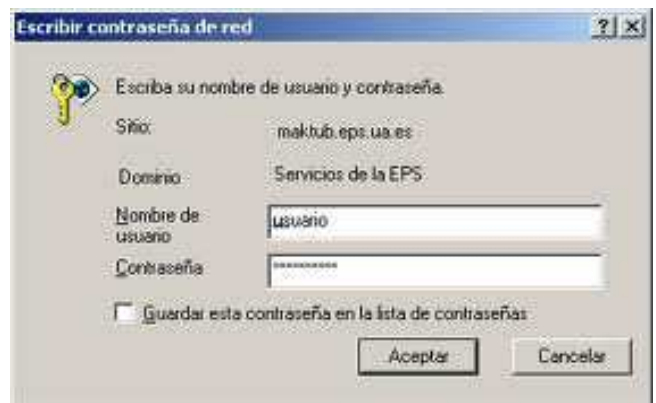 Escribir contraseña de red
Escriba su nombre de usuario y contraseña.
Sitio: maktub.eps.ua.es
Dominio Servicios de la EPS
Nombre de usuario usuario
Contraseña **********
Guardar esta contraseña en la lista de contraseñas
Aceptar Cancelar